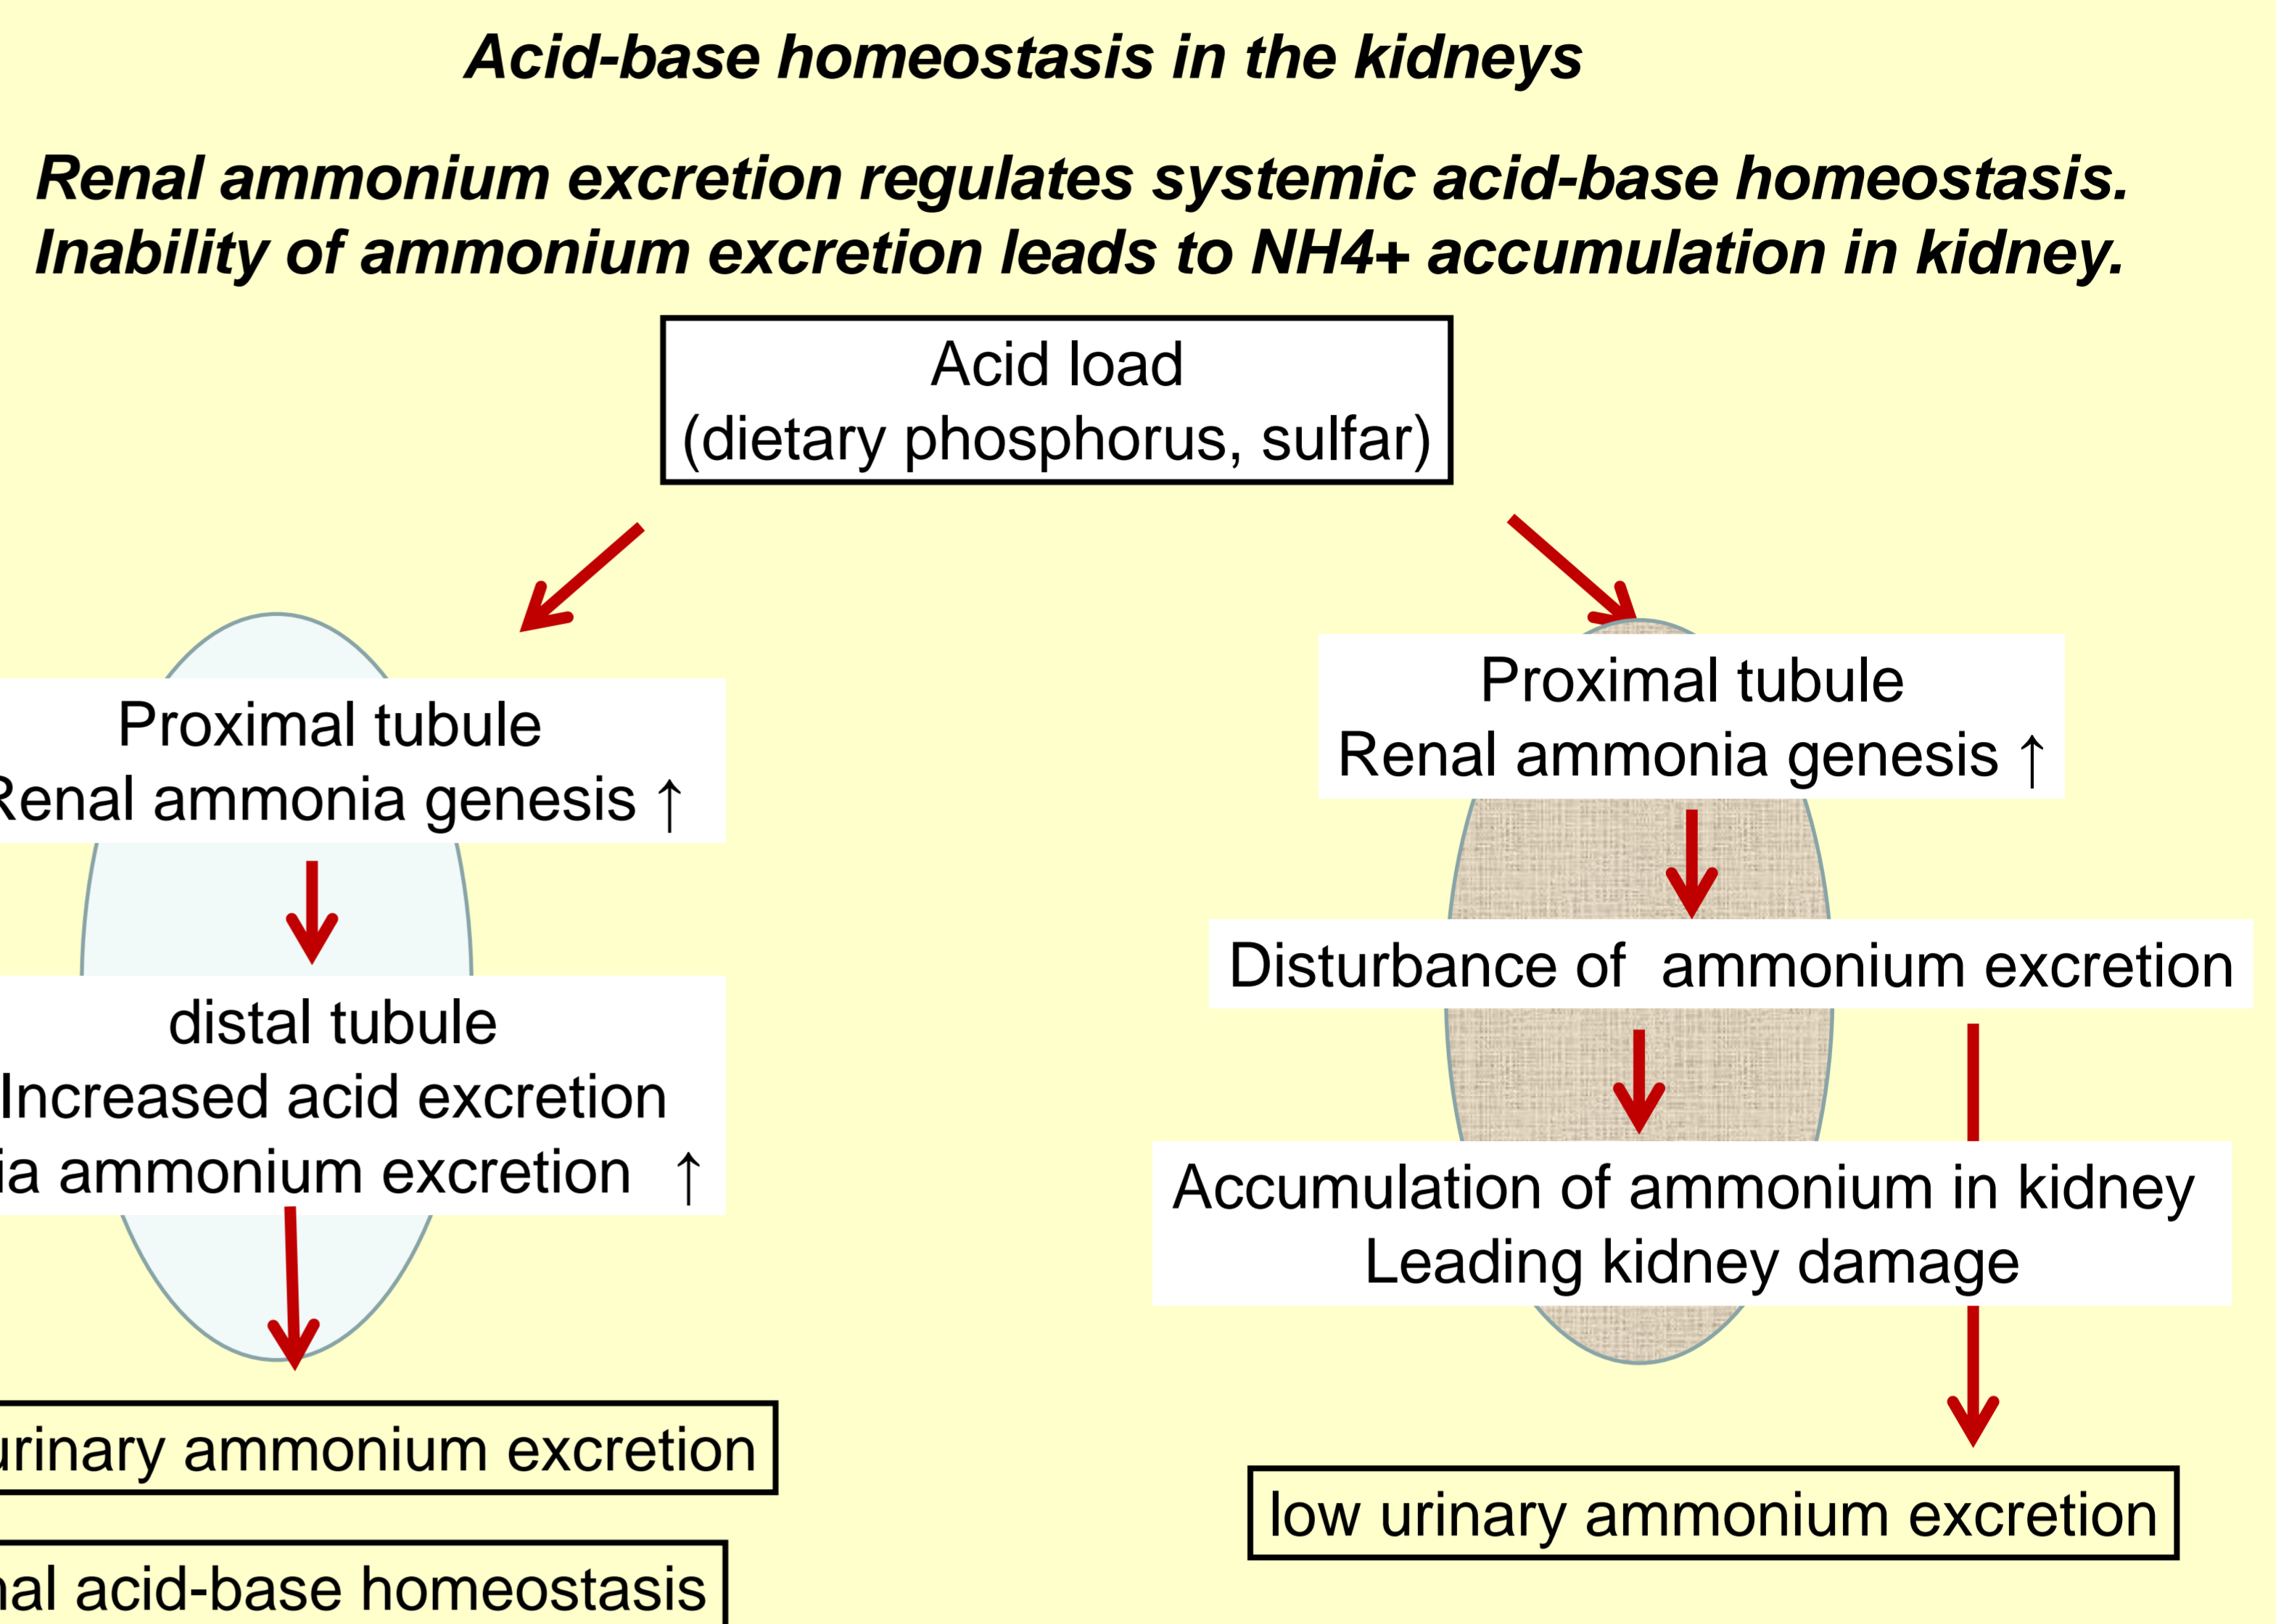 Acid-base homeostasis in the kidneys
Renal ammonium excretion regulates systemic acid-base homeostasis.
Inability of ammonium excretion leads to NH4+ accumulation in kidney.
Acid load
(dietary phosphorus, sulfar)
Proximal tubule
Renal ammonia genesis ↑
distal tubule
Increased acid excretion
ammonium excretion ↑
urinary ammonium excretion
acid-base homeostasis
Proximal tubule
Renal ammonia genesis ↑
Disturbance of ammonium excretion
Accumulation of ammonium in kidney
Leading kidney damage
low urinary ammonium excretion